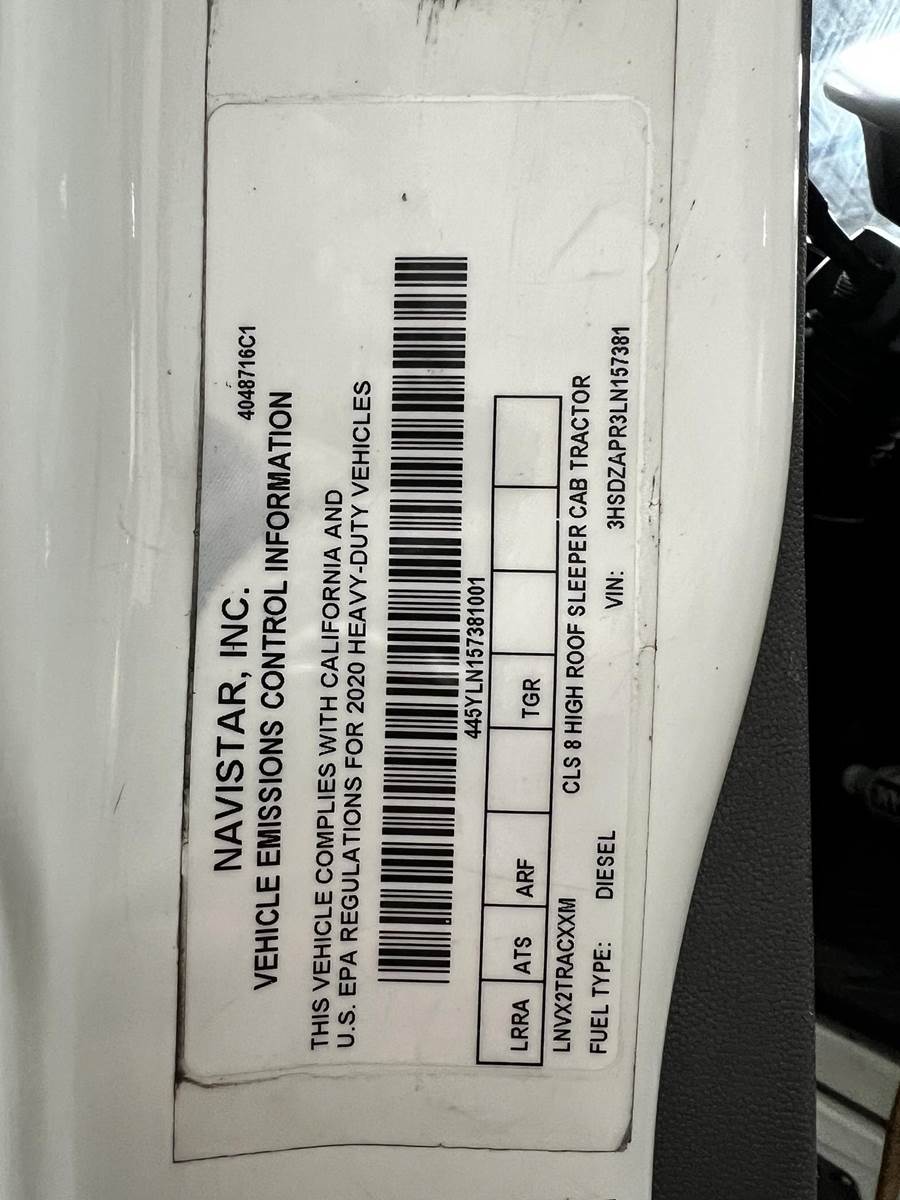 NAVISTAR, INC.
4048716C1
VEHICLE EMISSIONS CONTROL INFORMATION
THIS VEHICLE COMPLIES WITH CALIFORNIA AND
U.S. EPA REGULATIONS FOR 2020 HEAVY-DUTY VEHICLES
445YLN157381001
LRRA ATS ARF TGR
LNVX2TRACXXM CLS 8 HIGH ROOF SLEEPER CAB TRACTOR
FUEL TYPE: DIESEL VIN: 3HSDZAPR3LN157381